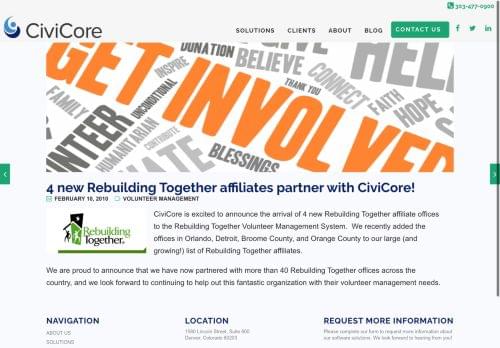 303-477-0900
CiviCore
SOLUTIONS CLIENTS ABOUT BLOG CONTACT US
GET INVOLVED
DONATION
GIVE
HELP
INSPIRE
BELIEVE
THANK YOU
CONNECT
FAITH
HOPE
SUPPORT
FAMILY
VOLUNTEER
UNCONDITIONAL
HUMANITARIAN
CONTRIBUTE
BLESSINGS
4 new Rebuilding Together affiliates partner with CiviCore!
FEBRUARY 10, 2010 VOLUNTEER MANAGEMENT
Rebuilding
Together.
CiviCore is excited to announce the arrival of 4 new Rebuilding Together affiliate offices
to the Rebuilding Together Volunteer Management System. We recently added the
offices in Orlando, Detroit, Broome County, and Orange County to our large (and
growing!) list of Rebuilding Together affiliates.
We are proud to announce that we have now partnered with more than 40 Rebuilding Together offices across the
country, and we look forward to continuing to help out this fantastic organization with their volunteer management needs.
NAVIGATION
ABOUT US
SOLUTIONS
LOCATION
1580 Lincoln Street, Suite 600
Denver, Colorado 80203
REQUEST MORE INFORMATION
Please complete our form to request more information about
our software solutions. We look forward to hearing from you!